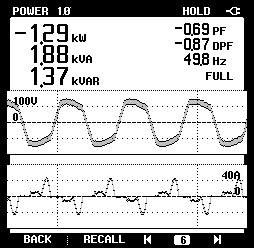 POWER 1Ø HOLD
-1,29 KW -0,69 PF
1,88 KVA -0,87 DPF
1,37 KVAR 49,8 Hz
FULL
100V
0
40A
0
BACK RECALL 6